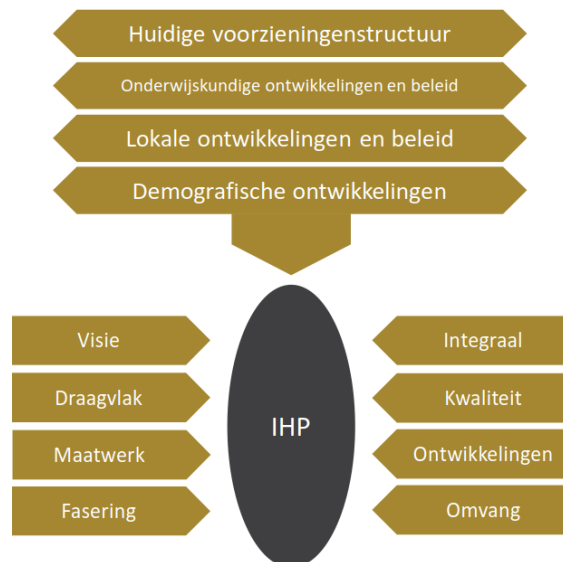 Huidige voorzieningenstructuur
Onderwijskundige ontwikkelingen en beleid
Lokale ontwikkelingen en beleid
Demografische ontwikkelingen
Visie
Draagvlak
Maatwerk
Fasering
IHP
Integraal
Kwaliteit
Ontwikkelingen
Omvang